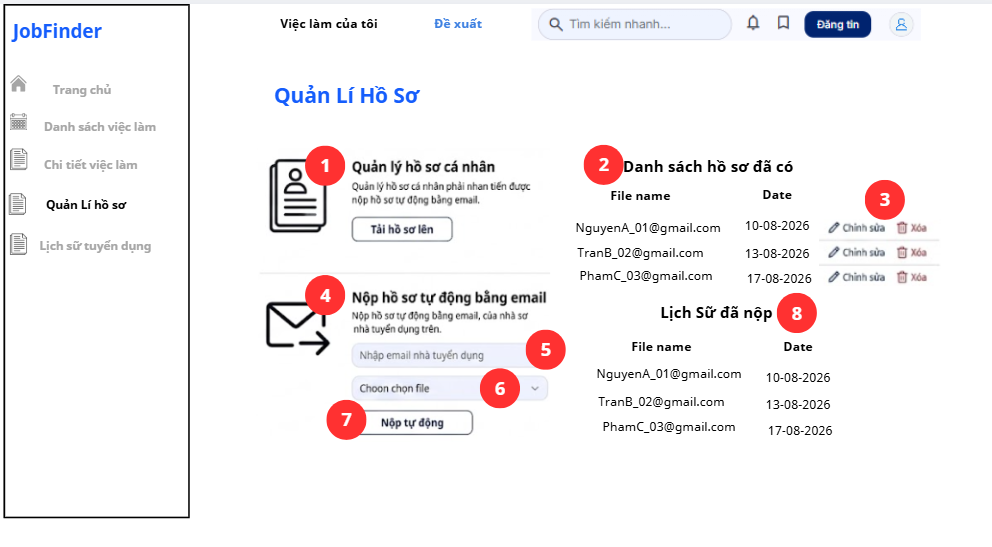 JobFinder
Trang chủ
Danh sách việc làm
Chi tiết việc làm
Quản Lí hồ sơ
Lịch sử tuyển dụng
Việc làm của tôi
Đề xuất
Tìm kiếm nhanh...
Đăng tin
Quản Lí Hồ Sơ
1
Quản lý hồ sơ cá nhân
Quản lý hồ sơ cá nhân phải nhan tiến được
nộp hồ sơ tự động bằng email.
Tải hồ sơ lên
4
Nộp hồ sơ tự động bằng email
Nộp hồ sơ tự động bằng email, của nhà sơ
nhà tuyển dụng trên.
Nhập email nhà tuyển dụng
5
Choon chọn file
6
7
Nộp tự động
2
Danh sách hồ sơ đã có
File name Date
3
NguyenA_01@gmail.com 10-08-2026 Chỉnh sửa Xóa
TranB_02@gmail.com 13-08-2026 Chỉnh sửa Xóa
PhamC_03@gmail.com 17-08-2026 Chỉnh sửa Xóa
Lịch Sữ đã nộp
8
File name Date
NguyenA_01@gmail.com 10-08-2026
TranB_02@gmail.com 13-08-2026
PhamC_03@gmail.com 17-08-2026